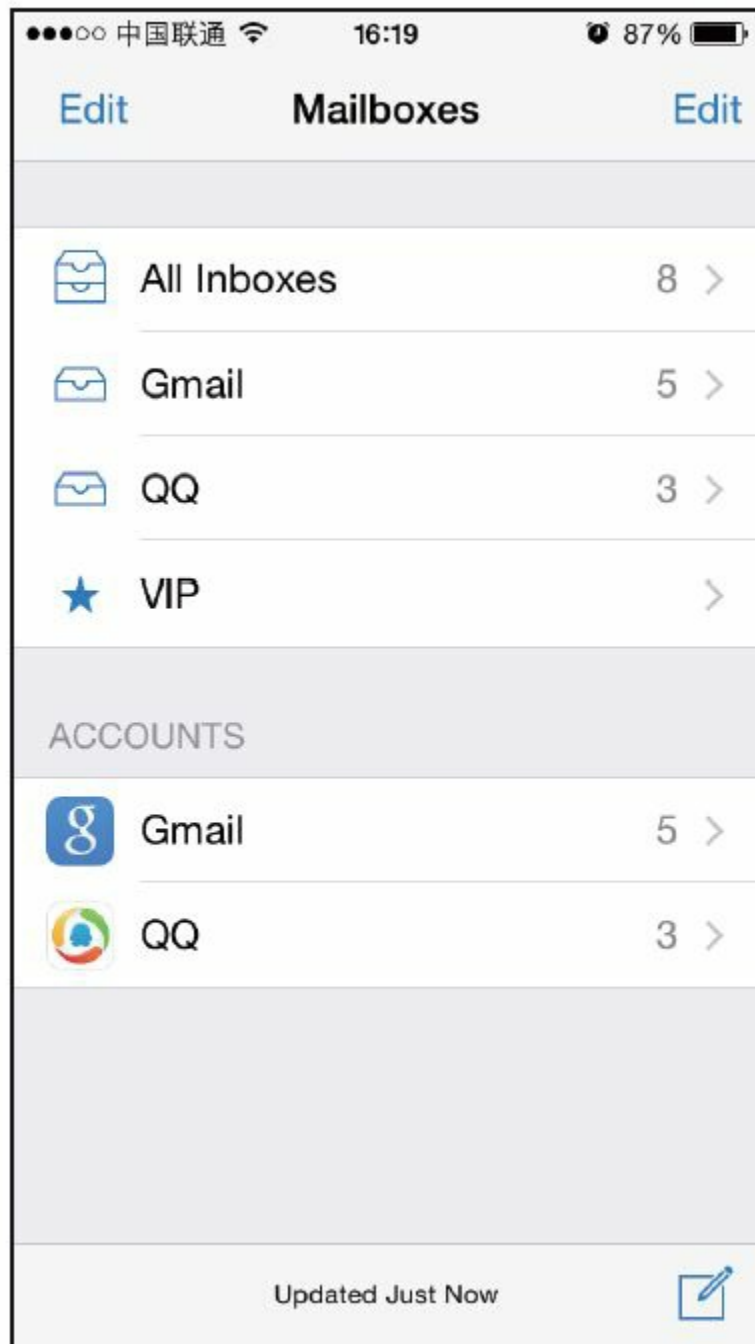 中国联通 16:19 87%
Edit Mailboxes Edit
All Inboxes 8
Gmail 5
QQ 3
VIP
ACCOUNTS
g Gmail 5
QQ 3
Updated Just Now